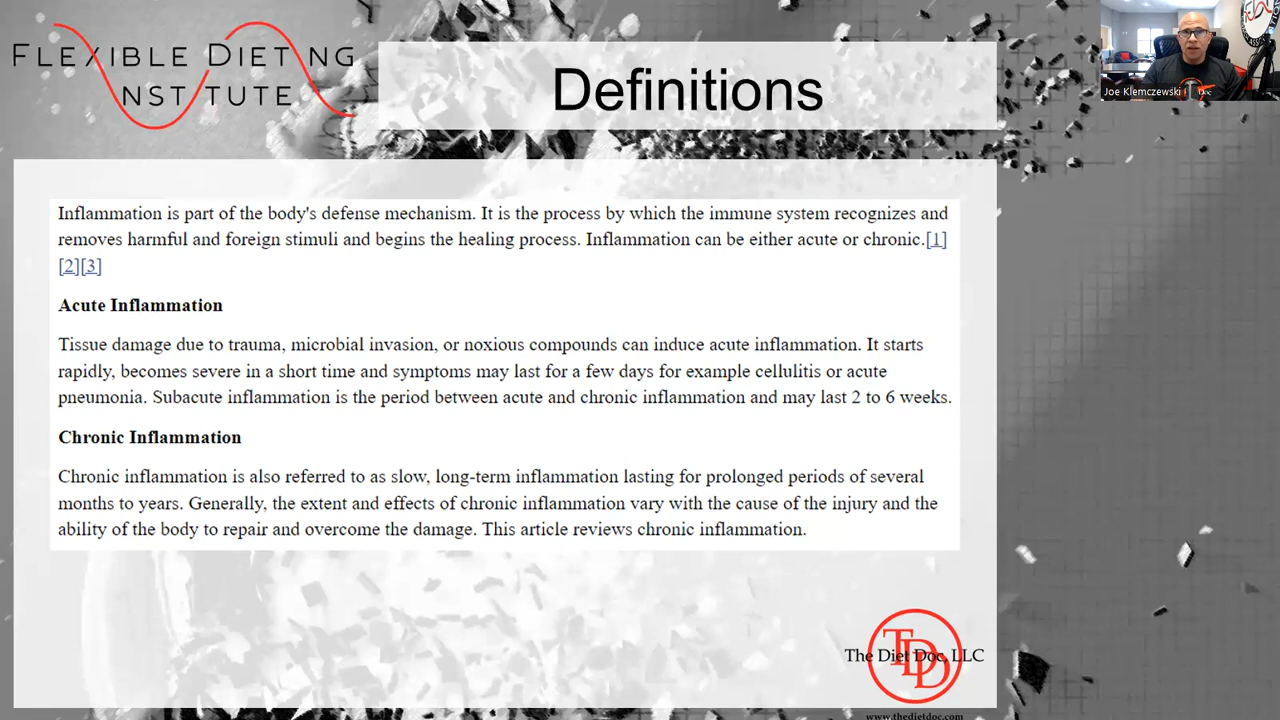 FLEXIBLE DIETING
INSTITUTE
Definitions
Joe Klemczewski
Inflammation is part of the body's defense mechanism. It is the process by which the immune system recognizes and
removes harmful and foreign stimuli and begins the healing process. Inflammation can be either acute or chronic.[1]
[2][3]
Acute Inflammation
Tissue damage due to trauma, microbial invasion, or noxious compounds can induce acute inflammation. It starts
rapidly, becomes severe in a short time and symptoms may last for a few days for example cellulitis or acute
pneumonia. Subacute inflammation is the period between acute and chronic inflammation and may last 2 to 6 weeks.
Chronic Inflammation
Chronic inflammation is also referred to as slow, long-term inflammation lasting for prolonged periods of several
months to years. Generally, the extent and effects of chronic inflammation vary with the cause of the injury and the
ability of the body to repair and overcome the damage. This article reviews chronic inflammation.
TDD
The Diet Doc, LLC
www.thedietdoc.com